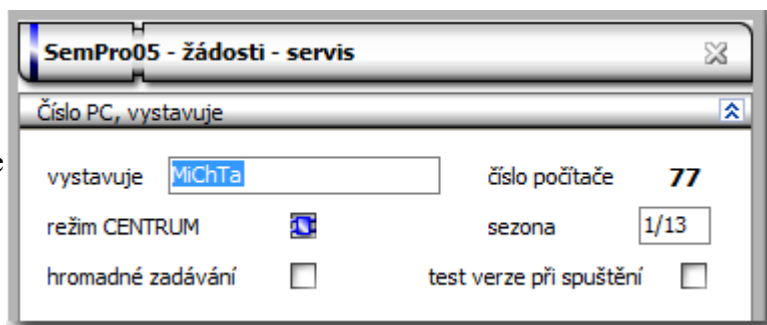 SemPro05 - žádosti - servis
Číslo PC, vystavuje
e
vystavuje MiChTa číslo počítače 77
režim CENTRUM sezona 1/13
hromadné zadávání test verze při spuštění